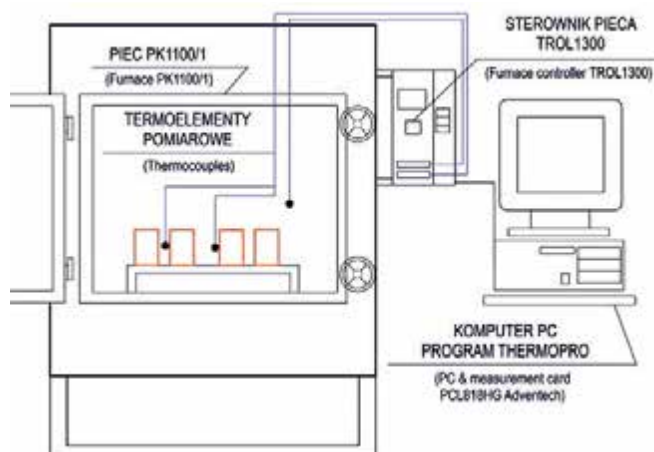 STEROWNIK PIECA
TROL1300
(Furnace controller TROL1300)
PIEC PK1100/1
(Furnace PK1100/1)
TERMOELEMENTY
POMIAROWE
(Thermocouples)
KOMPUTER PC
PROGRAM THERMOPRO
(PC & measurement card
PCL818HG Adventech)